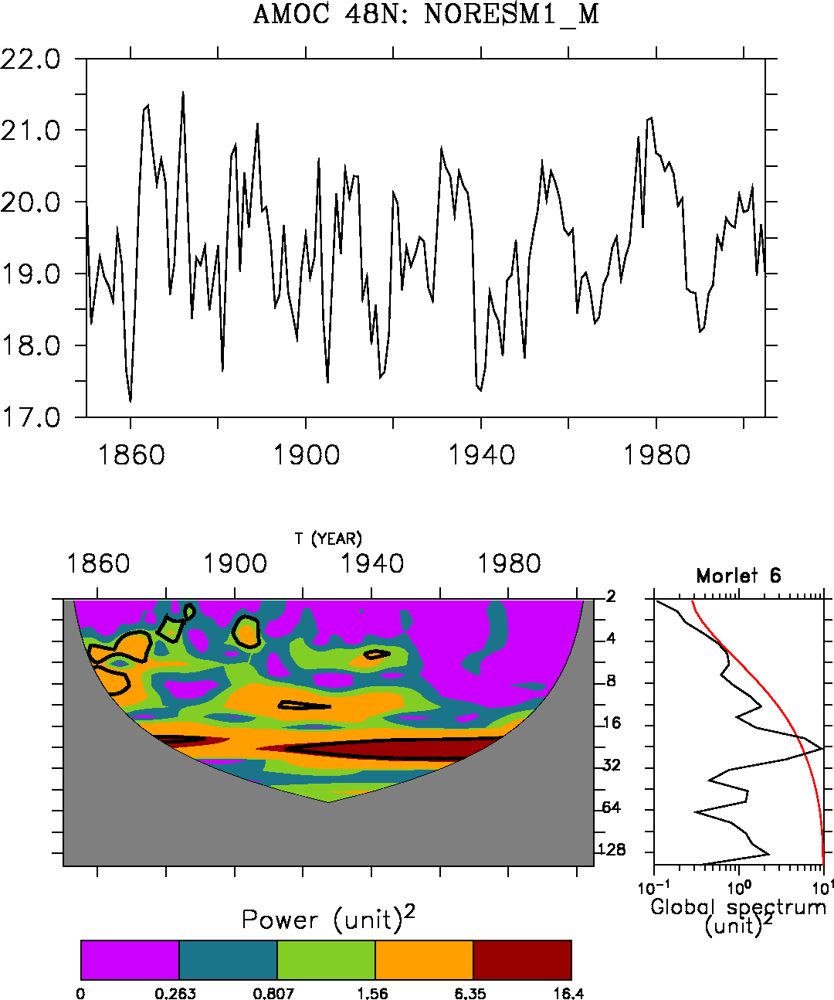 AMOC 48N: NORESM1_M
22.0
21.0
20.0
19.0
18.0
17.0
1860 1900 1940 1980
T (YEAR)
1860 1900 1940 1980
Morlet 6
2
4
8
16
32
64
128
10⁻¹ 10⁰ 10¹
Global spectrum
(unit)²
Power (unit)²
0 0.263 0.807 1.56 6.35 16.4